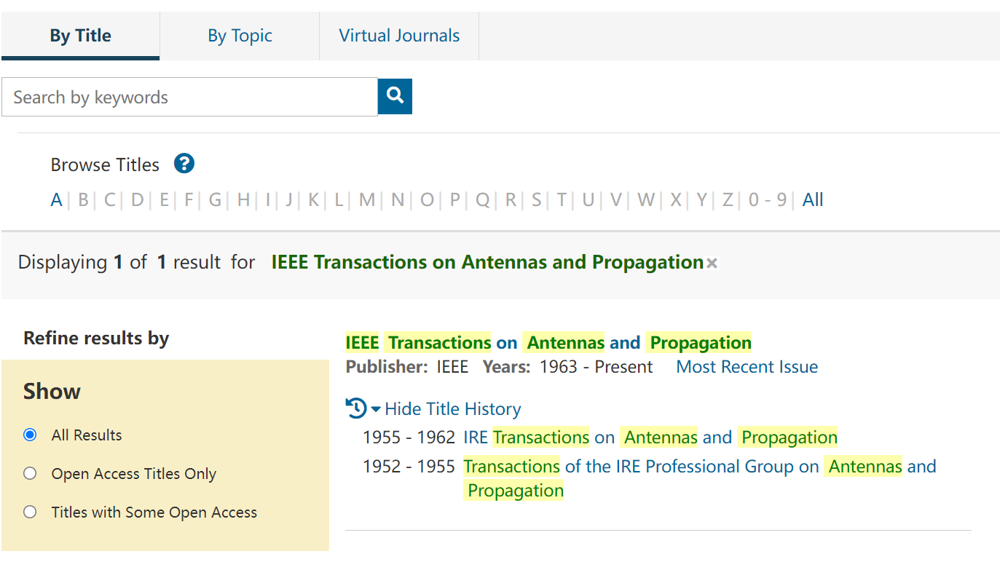 By Title By Topic Virtual Journals
Search by keywords
Browse Titles ?
A | B | C | D | E | F | G | H | I | J | K | L | M | N | O | P | Q | R | S | T | U | V | W | X | Y | Z | 0 - 9 | All
Displaying 1 of 1 result for IEEE Transactions on Antennas and Propagation ×
Refine results by
Show
All Results
Open Access Titles Only
Titles with Some Open Access
IEEE Transactions on Antennas and Propagation
Publisher: IEEE Years: 1963 - Present Most Recent Issue
Hide Title History
1955 - 1962 IRE Transactions on Antennas and Propagation
1952 - 1955 Transactions of the IRE Professional Group on Antennas and
Propagation